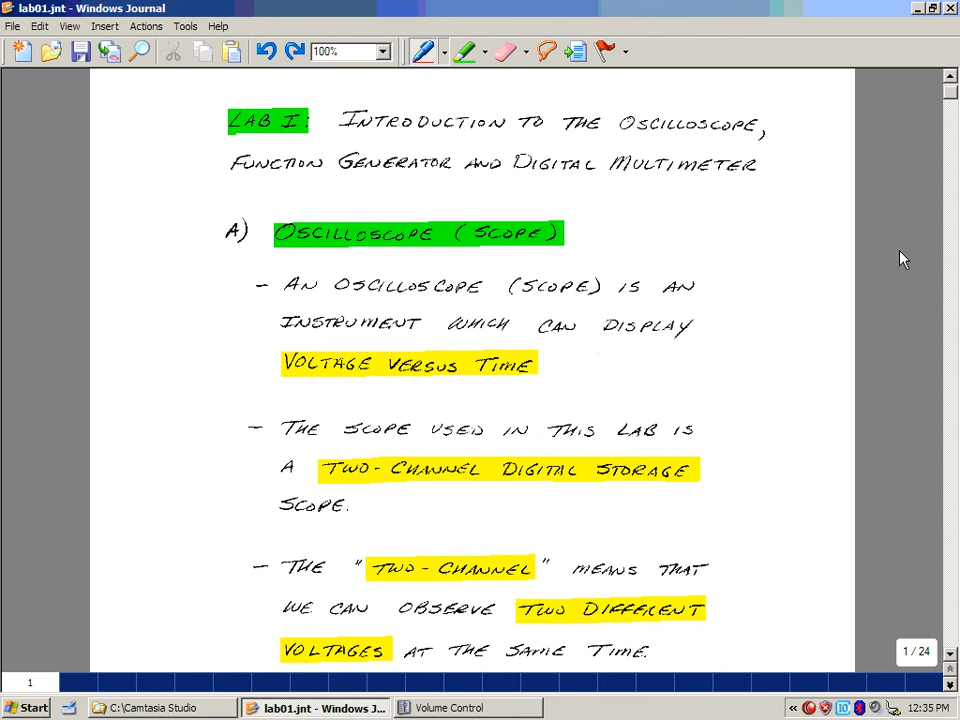 lab01.jnt - Windows Journal
File Edit View Insert Actions Tools Help
100%
LAB I: INTRODUCTION TO THE OSCILLOSCOPE,
FUNCTION GENERATOR AND DIGITAL MULTIMETER
A) OSCILLOSCOPE (SCOPE)
- AN OSCILLOSCOPE (SCOPE) IS AN
INSTRUMENT WHICH CAN DISPLAY
VOLTAGE VERSUS TIME
- THE SCOPE USED IN THIS LAB IS
A TWO-CHANNEL DIGITAL STORAGE
SCOPE.
- THE "TWO-CHANNEL" MEANS THAT
WE CAN OBSERVE TWO DIFFERENT
VOLTAGES AT THE SAME TIME.
1 / 24
1
Start C:\Camtasia Studio lab01.jnt - Windows J... Volume Control « 12:35 PM